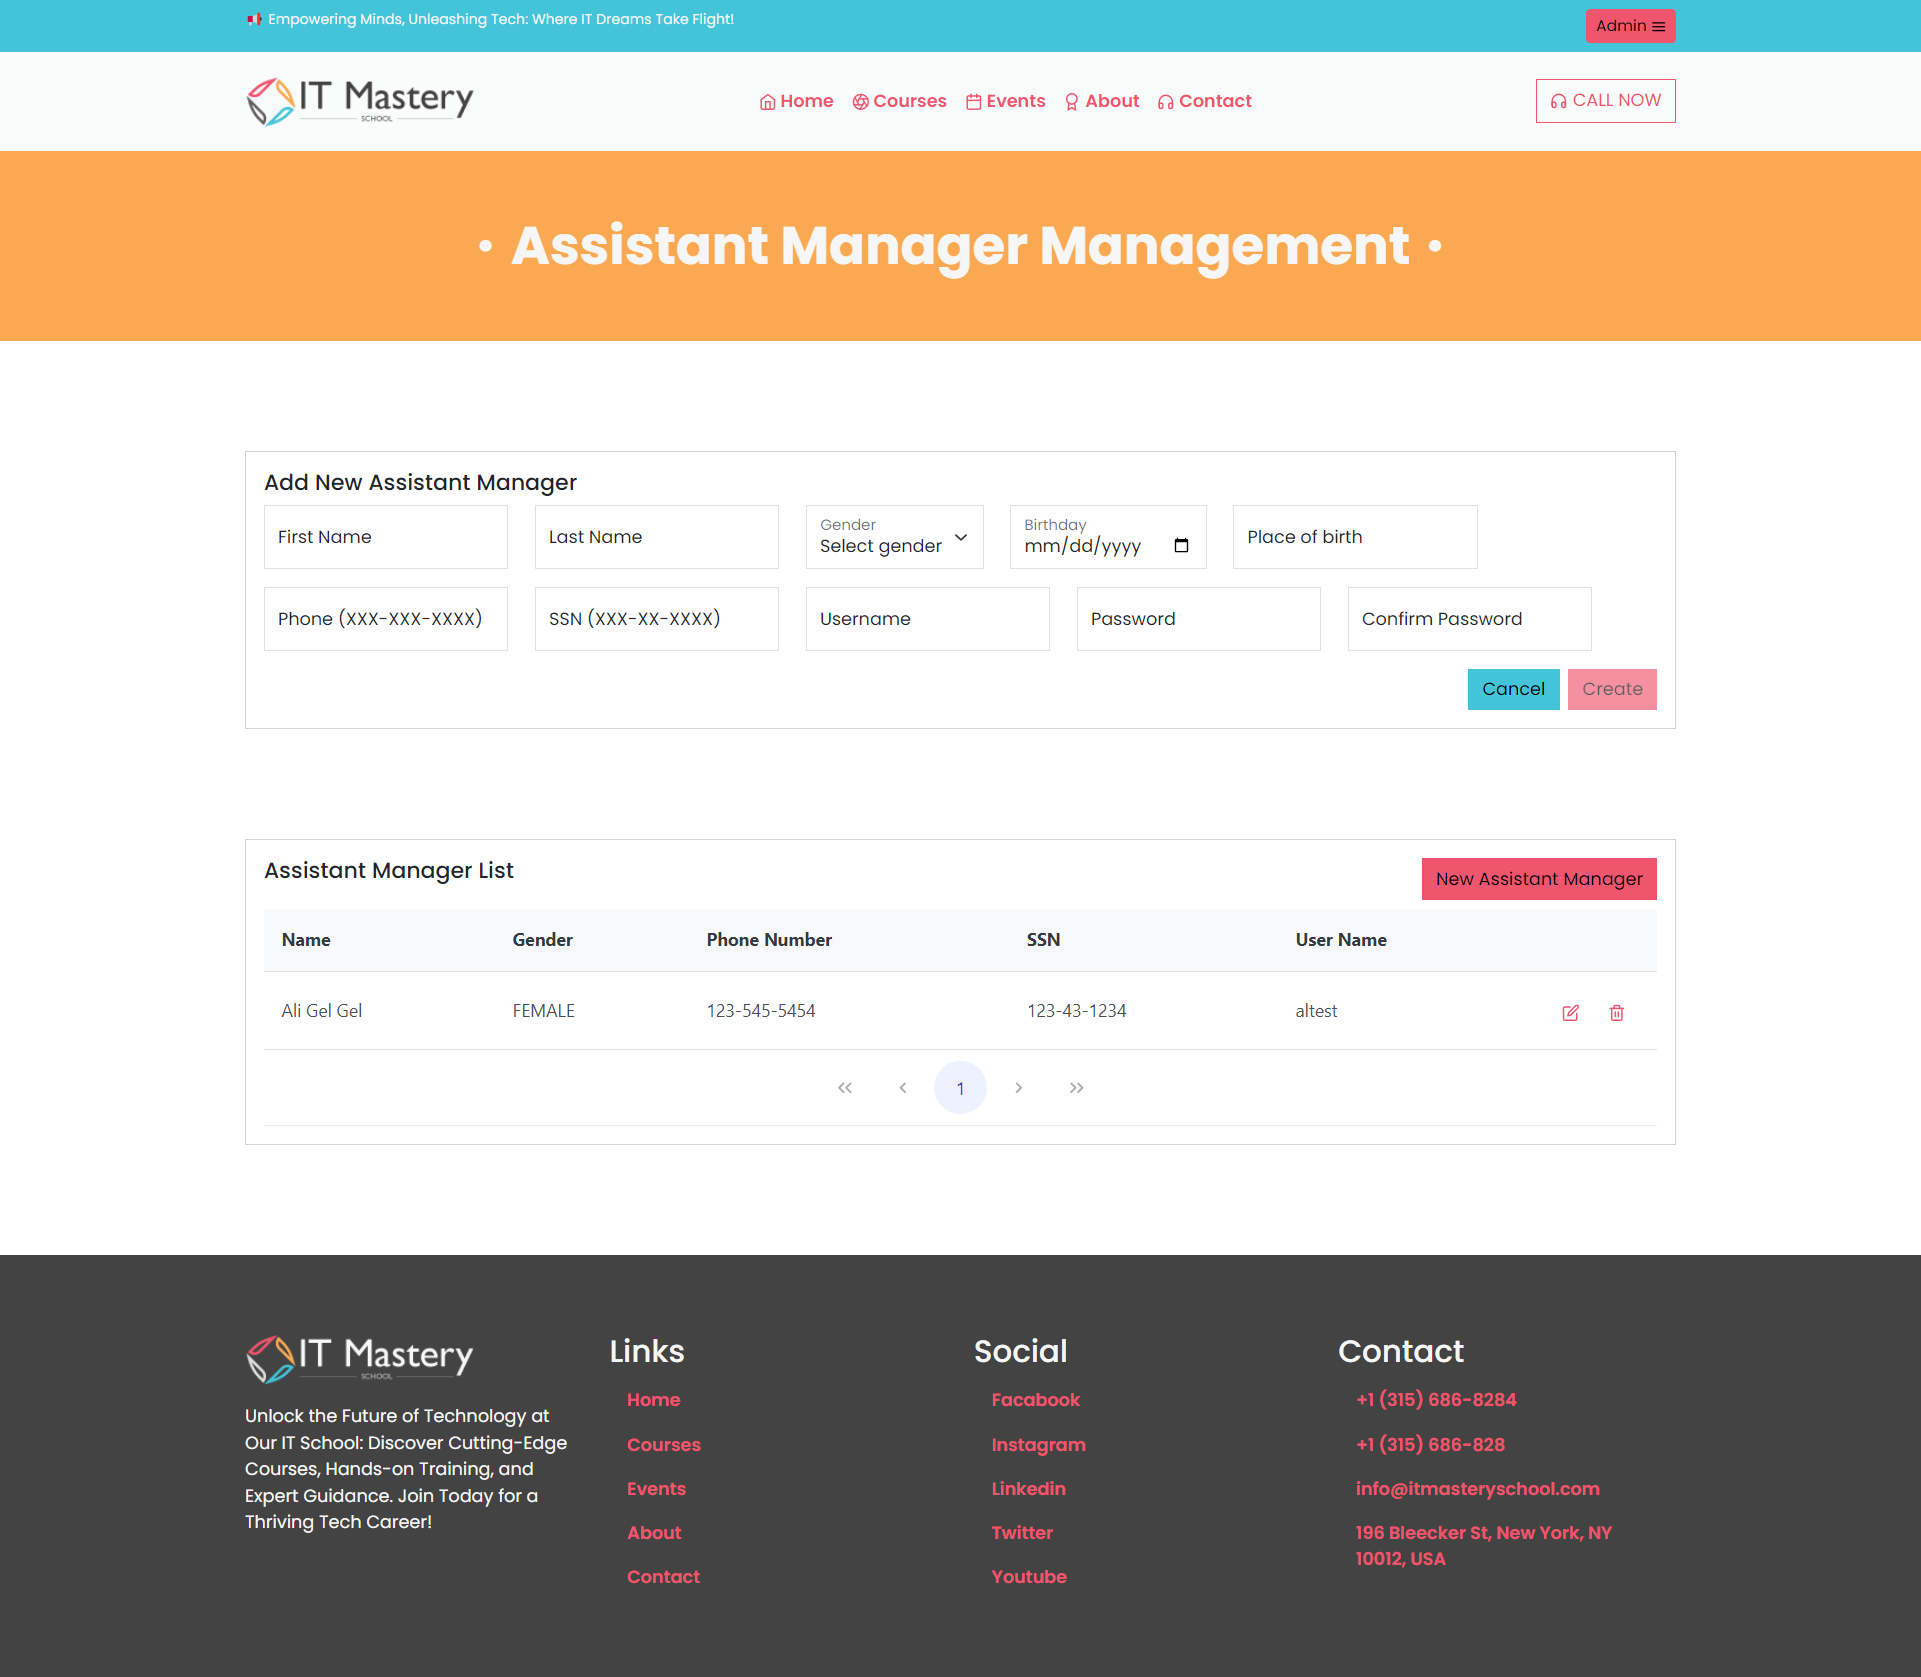 Empowering Minds, Unleashing Tech: Where IT Dreams Take Flight!
Admin
IT Mastery
SCHOOL
Home Courses Events About Contact
CALL NOW
• Assistant Manager Management •
Add New Assistant Manager
First Name
Last Name
Gender
Select gender
Birthday
mm/dd/yyyy
Place of birth
Phone (XXX-XXX-XXXX)
SSN (XXX-XX-XXXX)
Username
Password
Confirm Password
Cancel
Create
Assistant Manager List
New Assistant Manager
Name Gender Phone Number SSN User Name
Ali Gel Gel FEMALE 123-545-5454 123-43-1234 altest
1
IT Mastery
SCHOOL
Unlock the Future of Technology at
Our IT School: Discover Cutting-Edge
Courses, Hands-on Training, and
Expert Guidance. Join Today for a
Thriving Tech Career!
Links
Home
Courses
Events
About
Contact
Social
Facabook
Instagram
Linkedin
Twitter
Youtube
Contact
+1 (315) 686-8284
+1 (315) 686-828
info@itmasteryschool.com
196 Bleecker St, New York, NY
10012, USA